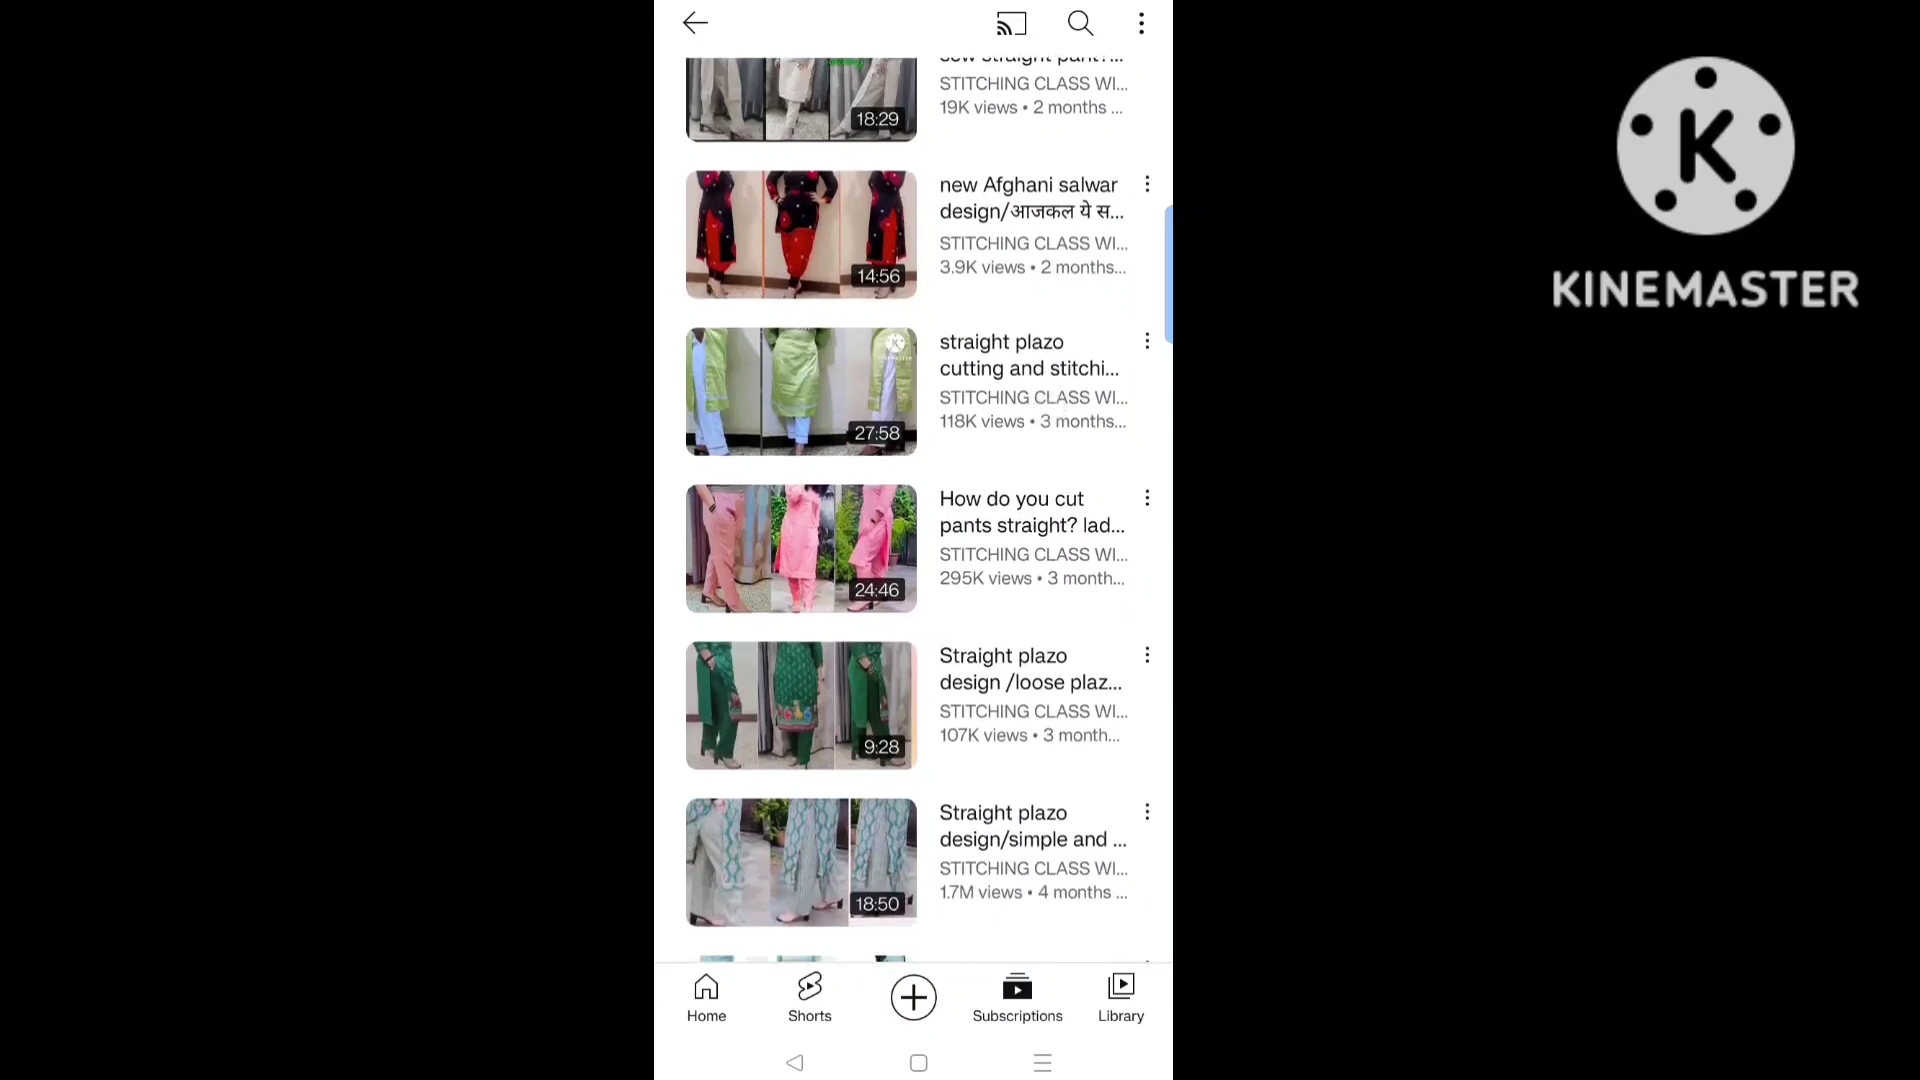 sew straight pant?...
STITCHING CLASS WI...
19K views • 2 months ...
18:29
new Afghani salwar
design/आजकल ये स...
STITCHING CLASS WI...
3.9K views • 2 months...
14:56
straight plazo
cutting and stitchi...
STITCHING CLASS WI...
118K views • 3 months...
27:58
How do you cut
pants straight? lad...
STITCHING CLASS WI...
295K views • 3 month...
24:46
Straight plazo
design /loose plaz...
STITCHING CLASS WI...
107K views • 3 month...
9:28
Straight plazo
design/simple and ...
STITCHING CLASS WI...
1.7M views • 4 months ...
18:50
Home
Shorts
Subscriptions
Library
K
KINEMASTER